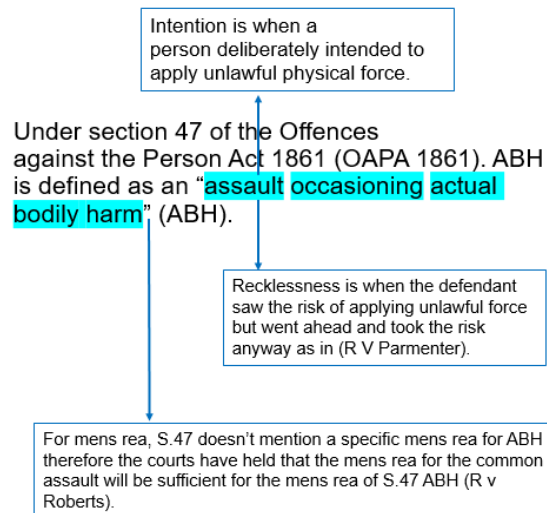 Intention is when a
person deliberately intended to
apply unlawful physical force.
Under section 47 of the Offences
against the Person Act 1861 (OAPA 1861). ABH
is defined as an “assault occasioning actual
bodily harm” (ABH).
Recklessness is when the defendant
saw the risk of applying unlawful force
but went ahead and took the risk
anyway as in (R V Parmenter).
For mens rea, S.47 doesn’t mention a specific mens rea for ABH
therefore the courts have held that the mens rea for the common
assault will be sufficient for the mens rea of S.47 ABH (R v
Roberts).